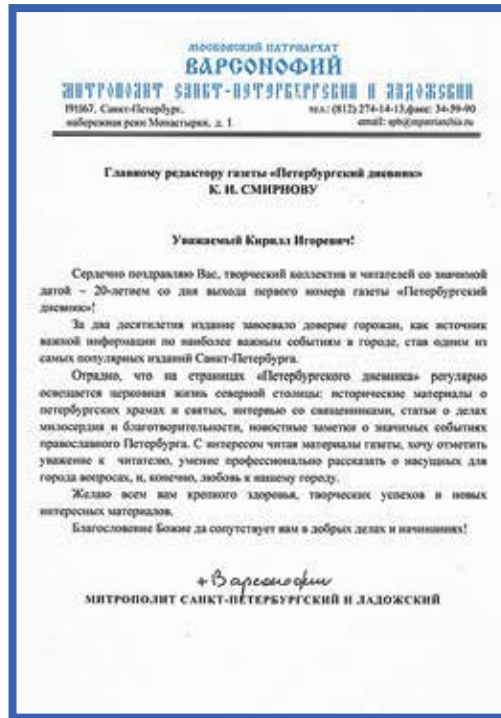 МОСКОВСКИЙ ПАТРИАРХАТ
ВАРСОНОФИЙ
МИТРОПОЛИТ САНКТ-ПЕТЕРБУРГСКИЙ И ЛАДОЖСКИЙ
191167, Санкт-Петербург,
набережная реки Монастырки, д. 1
тел.: (812) 274-14-13,факс: 34-59-90
email: spb@mpatriarchia.ru
Главному редактору газеты «Петербургский дневник»
К. И. СМИРНОВУ
Уважаемый Кирилл Игоревич!
Сердечно поздравляю Вас, творческий коллектив и читателей со значимой
датой – 20-летием со дня выхода первого номера газеты «Петербургский
дневник»!
За два десятилетия издание завоевало доверие горожан, как источник
важной информации по наиболее важным событиям в городе, став одним из
самых популярных изданий Санкт-Петербурга.
Отрадно, что на страницах «Петербургского дневника» регулярно
освещается церковная жизнь северной столицы: исторические материалы о
петербургских храмах и святых, интервью со священниками, статьи о делах
милосердия и благотворительности, новостные заметки о значимых событиях
православного Петербурга. С интересом читая материалы газеты, хочу отметить
уважение к читателю, умение профессионально рассказать о насущных для
города вопросах, и, конечно, любовь к нашему городу.
Желаю всем вам крепкого здоровья, творческих успехов и новых
интересных материалов.
Благословение Божие да сопутствует вам в добрых делах и начинаниях!
+ Варсонофий
МИТРОПОЛИТ САНКТ-ПЕТЕРБУРГСКИЙ И ЛАДОЖСКИЙ